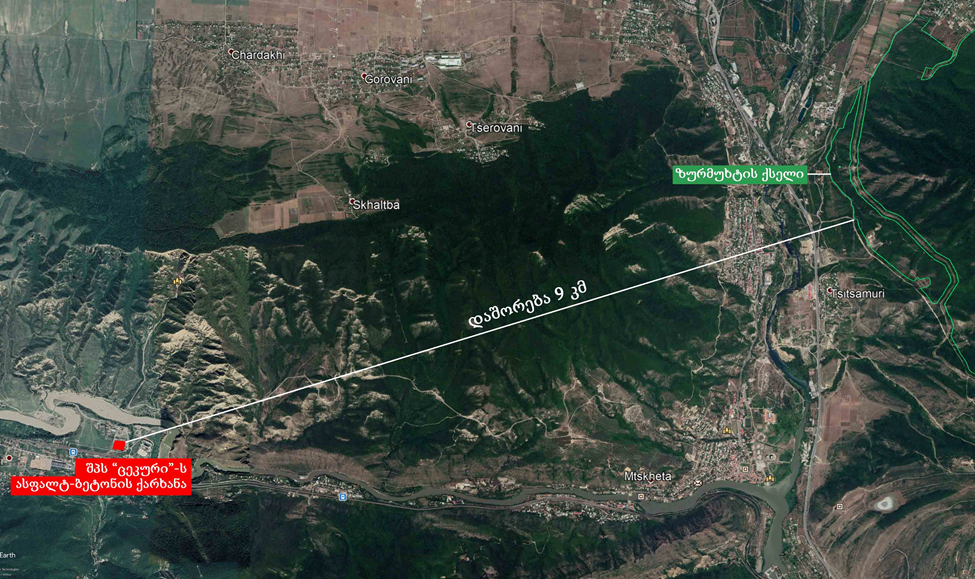 Chardakhi
Gorovani
Tserovani
ზურმუხტის ქსელი
Skhaltba
დაშორება 9 კმ
Tsitsamuri
შპს “ცეკური”-ს
ასფალტ-ბეტონის ქარხანა
Mtskheta
Earth